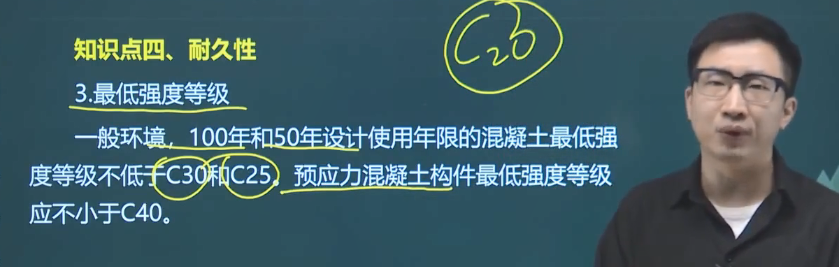 知识点四、耐久性
C20
3.最低强度等级
一般环境，100年和50年设计使用年限的混凝土最低强
度等级不低于C30和C25。预应力混凝土构件最低强度等级
应不小于C40。